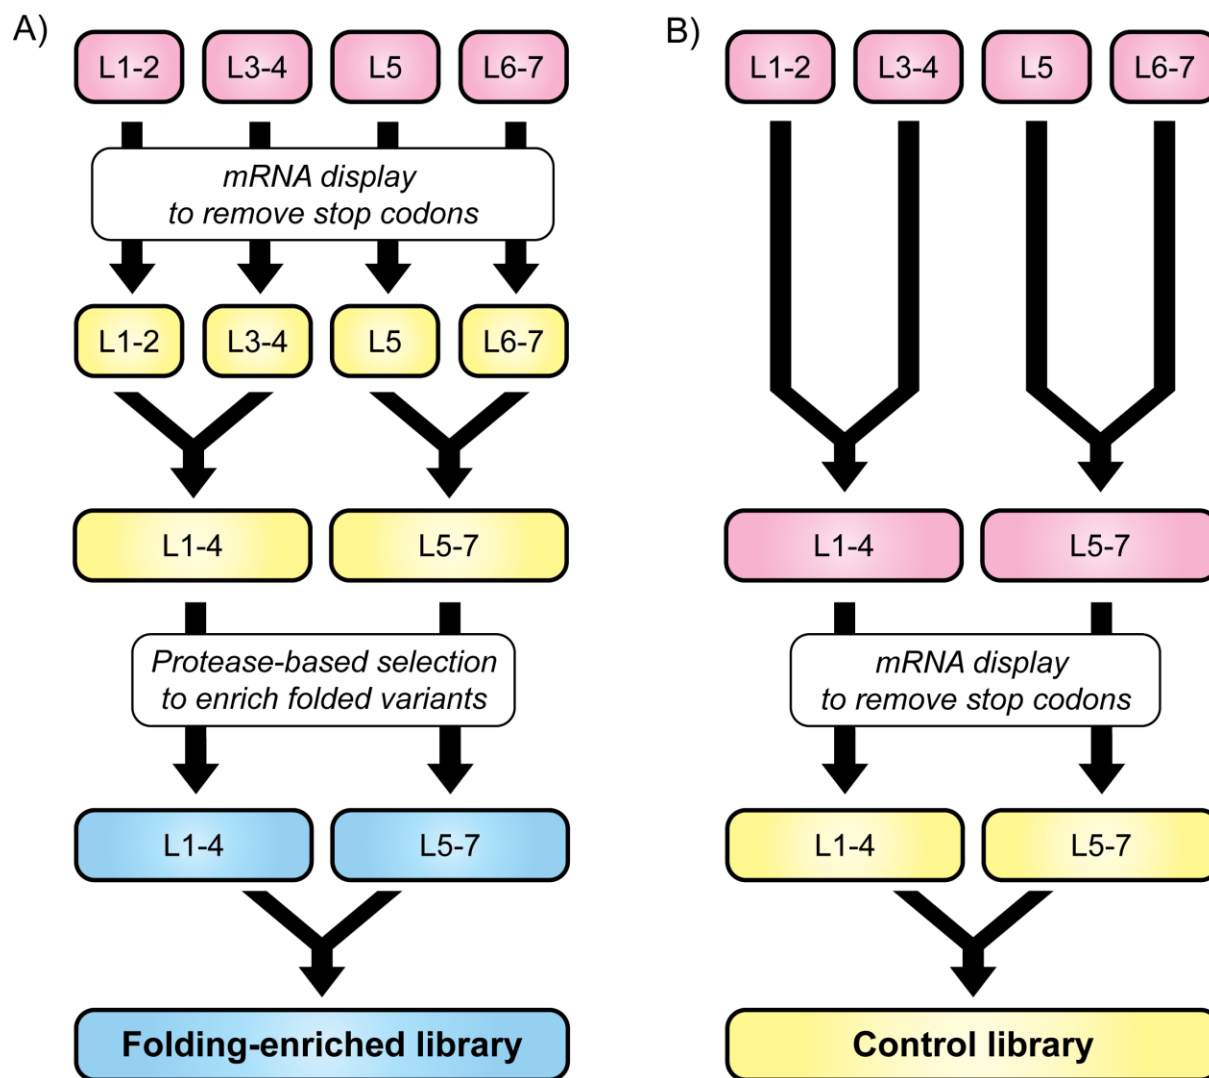 A)
L1-2 L3-4 L5 L6-7
mRNA display
to remove stop codons
L1-2 L3-4 L5 L6-7
L1-4 L5-7
Protease-based selection
to enrich folded variants
L1-4 L5-7
Folding-enriched library
B)
L1-2 L3-4 L5 L6-7
L1-4 L5-7
mRNA display
to remove stop codons
L1-4 L5-7
Control library